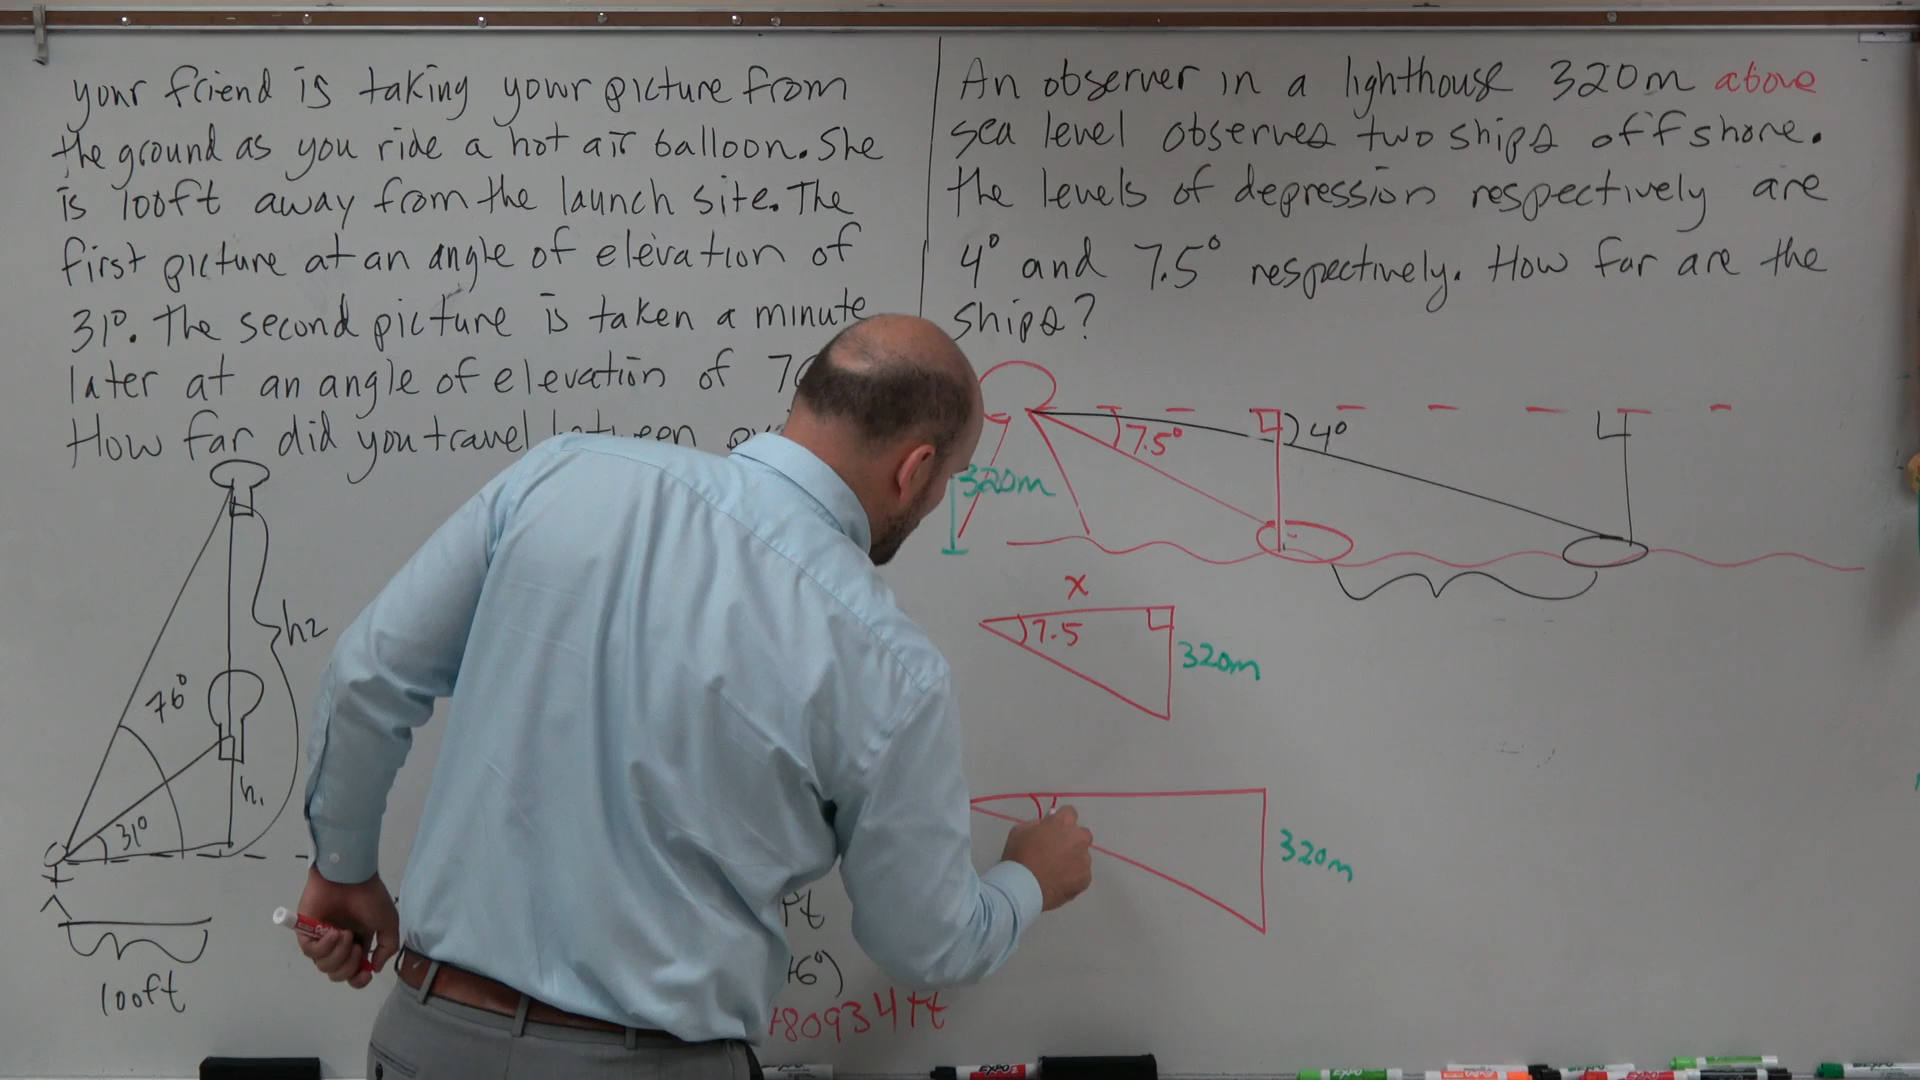 your friend is taking your picture from
the ground as you ride a hot air balloon. She
is 100ft away from the launch site. The
first picture at an angle of elevation of
31°. The second picture is taken a minute
later at an angle of elevation of
How far did you travel between
h2
76°
h1
31°
100ft
An observer in a lighthouse 320m above
sea level observes two ships offshore.
the levels of depression respectively are
4° and 7.5° respectively. How far are the
ships?
7.5°
4°
320m
x
7.5
320m
320m
ft
80934ft
EXPO